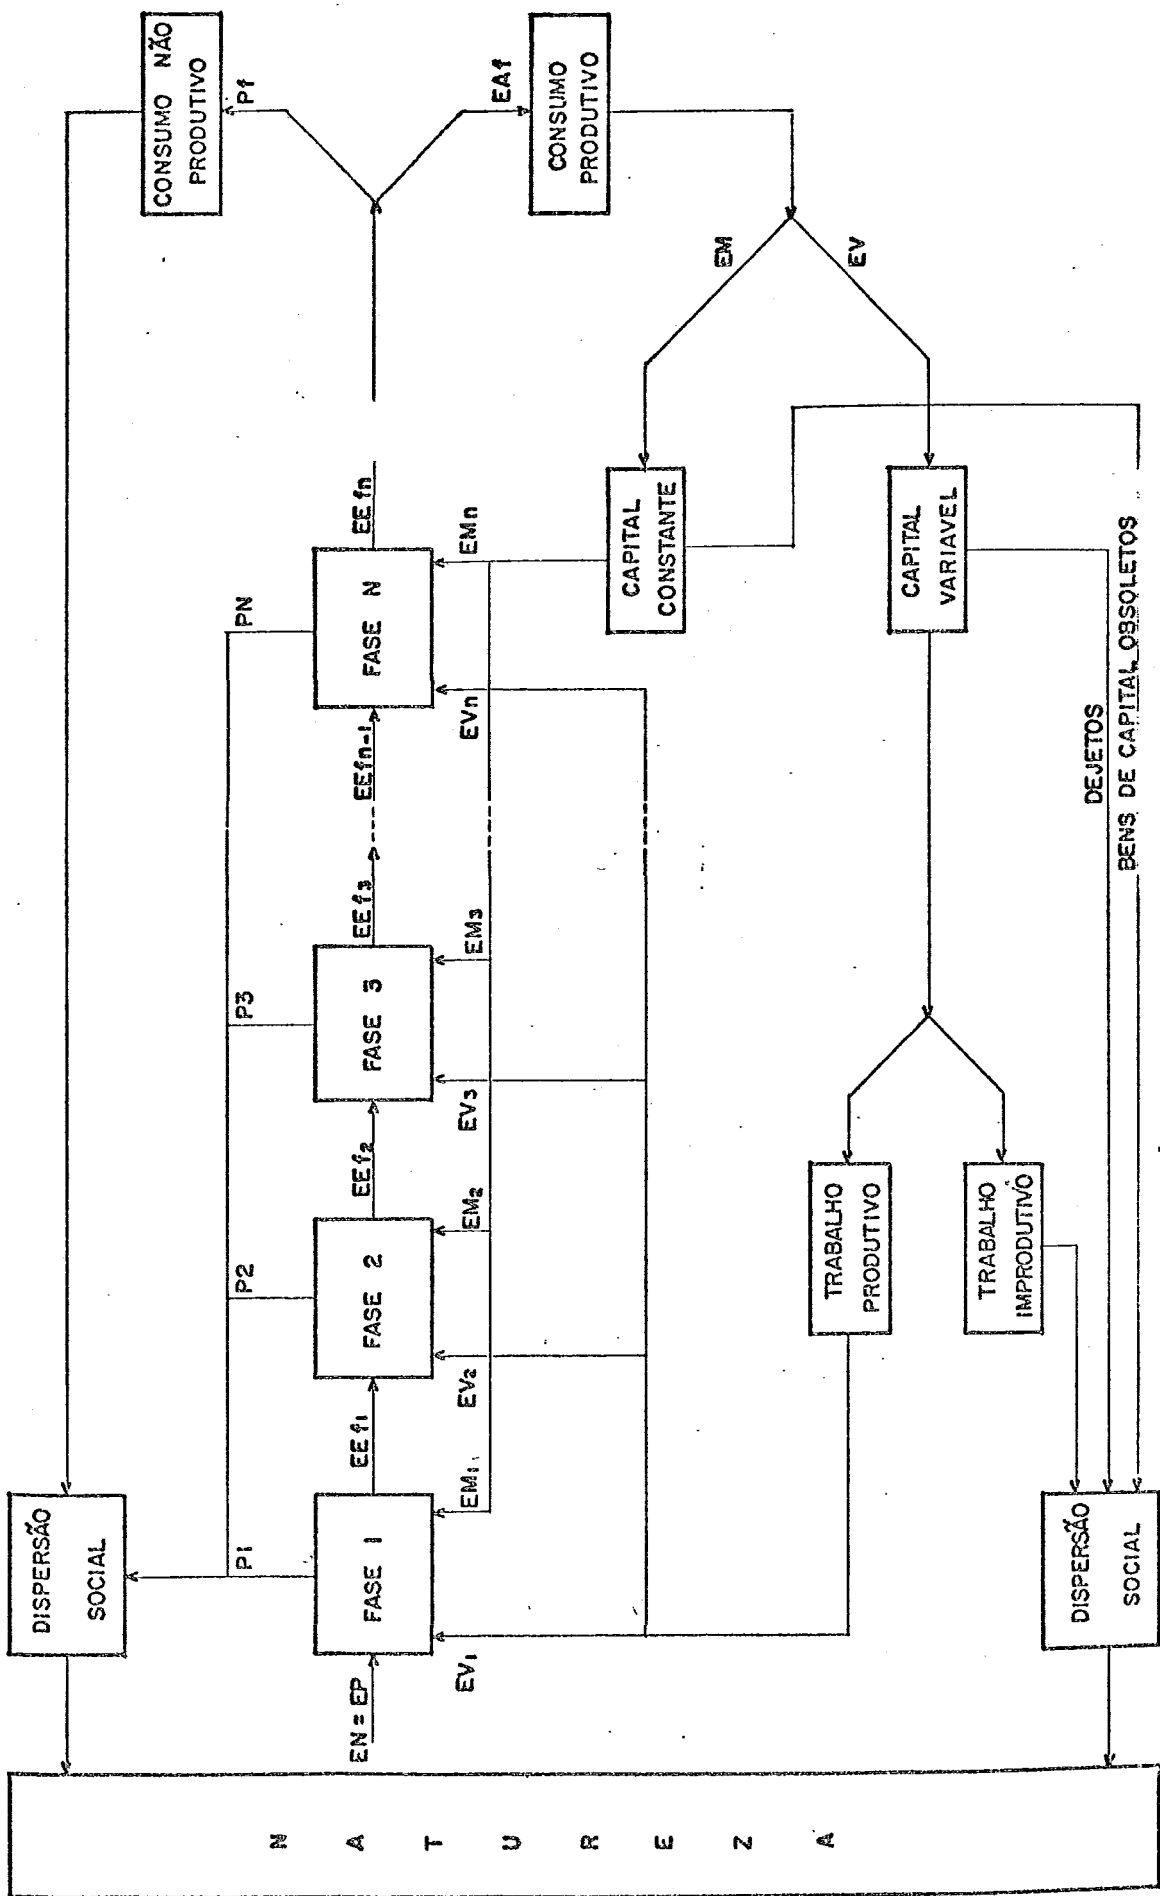 NATUREZA
DISPERSÃO
SOCIAL
P1
P2
P3
PN
CONSUMO NÃO
PRODUTIVO
Pf
EN = EP
FASE 1
EEf1
FASE 2
EEf2
FASE 3
EEf3
EEfn-1
FASE N
EEfn
EAf
CONSUMO
PRODUTIVO
EV1
EM1
EV2
EM2
EV3
EM3
EVn
EMn
EM
EV
CAPITAL
CONSTANTE
CAPITAL
VARIAVEL
TRABALHO
PRODUTIVO
TRABALHO
IMPRODUTIVO
DEJETOS
BENS DE CAPITAL OBSOLETOS
DISPERSÃO
SOCIAL